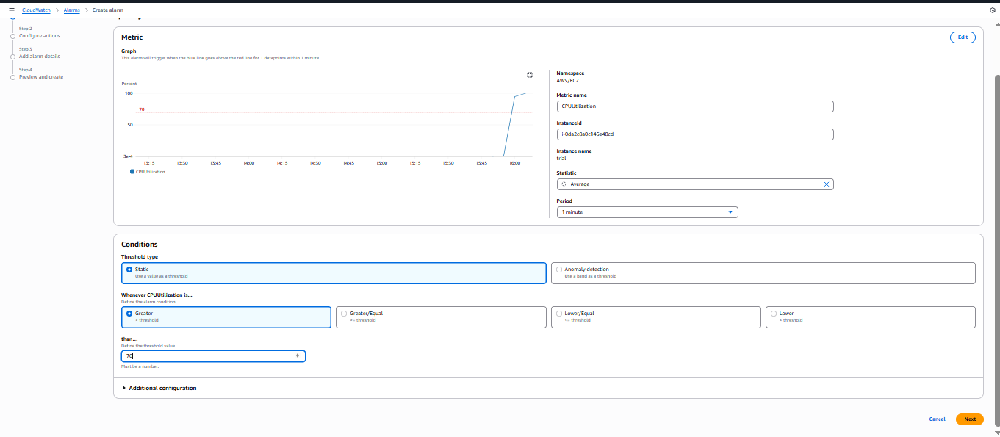 CloudWatch > Alarms > Create alarm
Step 2
Configure actions
Step 3
Add alarm details
Step 4
Preview and create
Metric
Edit
Graph
This alarm will trigger when the blue line goes above the red line for 1 datapoints within 1 minute.
Percent
100
70
50
3e-4
13:15 13:30 13:45 14:00 14:15 14:30 14:45 15:00 15:15 15:30 15:45 16:00
CPUUtilization
Namespace
AWS/EC2
Metric name
CPUUtilization
InstanceId
i-0da2c8a0c146e48cd
Instance name
trial
Statistic
Average
Period
1 minute
Conditions
Threshold type
Static
Use a value as a threshold
Anomaly detection
Use a band as a threshold
Whenever CPUUtilization is...
Define the alarm condition.
Greater
> threshold
Greater/Equal
>= threshold
Lower/Equal
<= threshold
Lower
< threshold
than...
Define the threshold value.
70
Must be a number.
Additional configuration
Cancel
Next